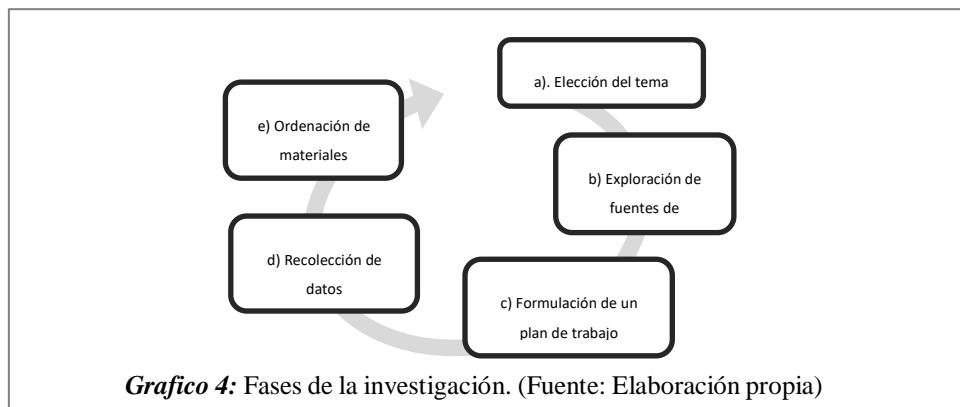 a). Elección del tema
b) Exploración de
fuentes de
c) Formulación de un
plan de trabajo
d) Recolección de
datos
e) Ordenación de
materiales
Grafico 4: Fases de la investigación. (Fuente: Elaboración propia)